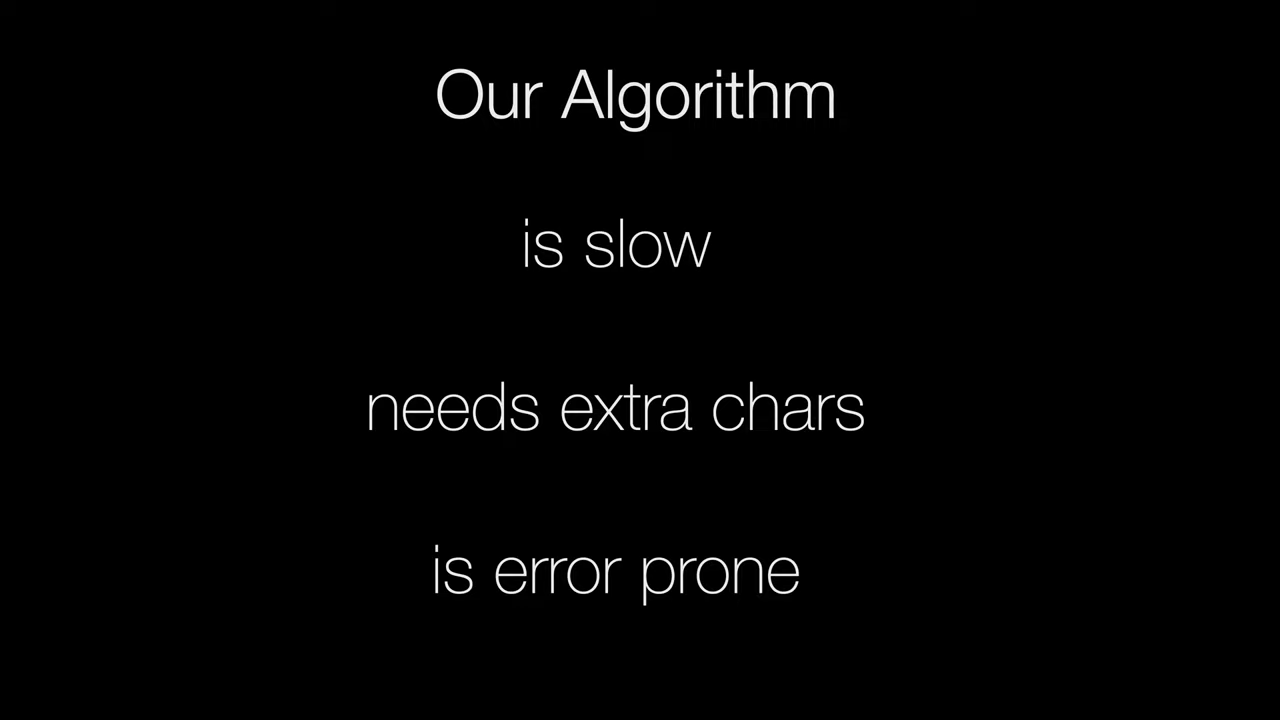 Our Algorithm
is slow
needs extra chars
is error prone